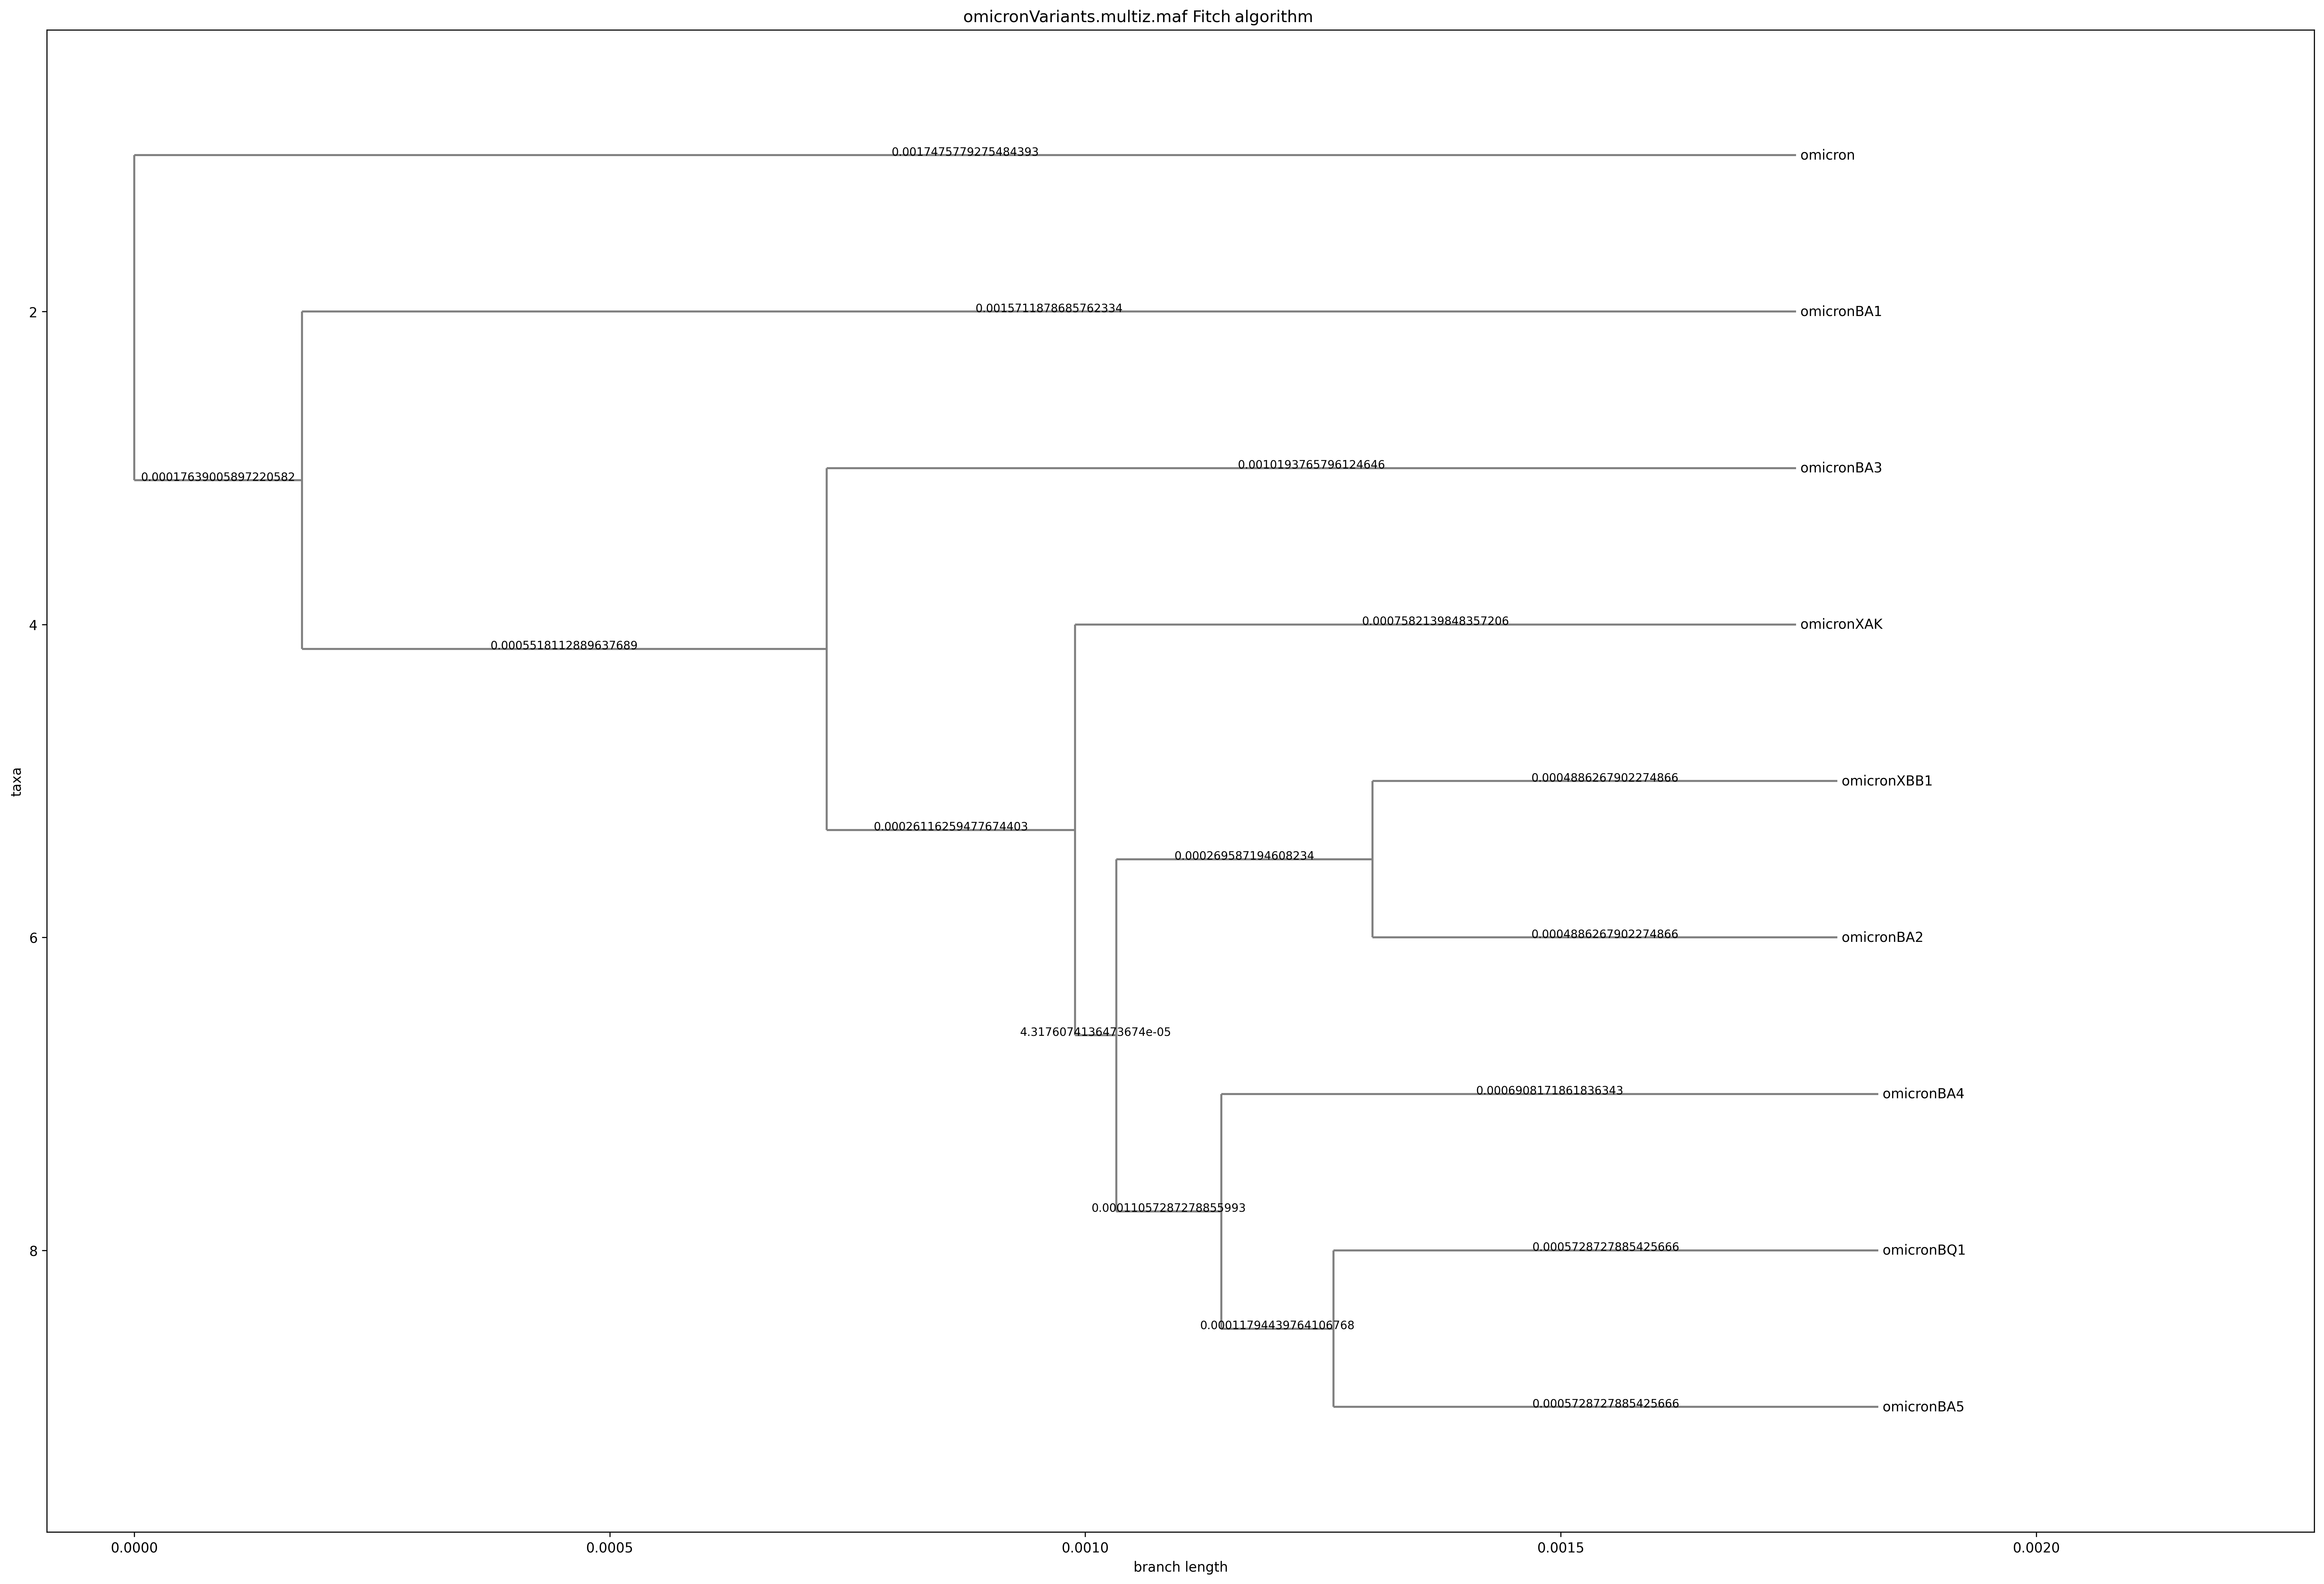 omicronVariants.multiz.maf Fitch algorithm
0.0017475779275484393
omicron
0.0015711878685762334
omicronBA1
2
0.0010193765796124646
omicronBA3
0.00017639005897220582
0.0007582139848357206
omicronXAK
4
0.0005518112889637689
taxa
0.0004886267902274866
omicronXBB1
0.00026116259477674403
0.000269587194608234
0.0004886267902274866
omicronBA2
6
4.3176074136473674e-05
0.0006908171861836343
omicronBA4
0.00011057287278855993
0.0005728727885425666
omicronBQ1
8
0.00011794439764106768
0.0005728727885425666
omicronBA5
0.0000
0.0005
0.0010
0.0015
0.0020
branch length